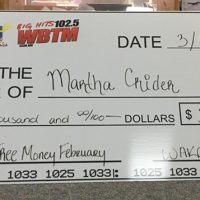 BIG HITS 102.5
WBTM
DATE 3/
THE
OF Martha Crider
ousand and 00/100 DOLLARS $
Free Money February
1033 1025 1033: 1025 1033